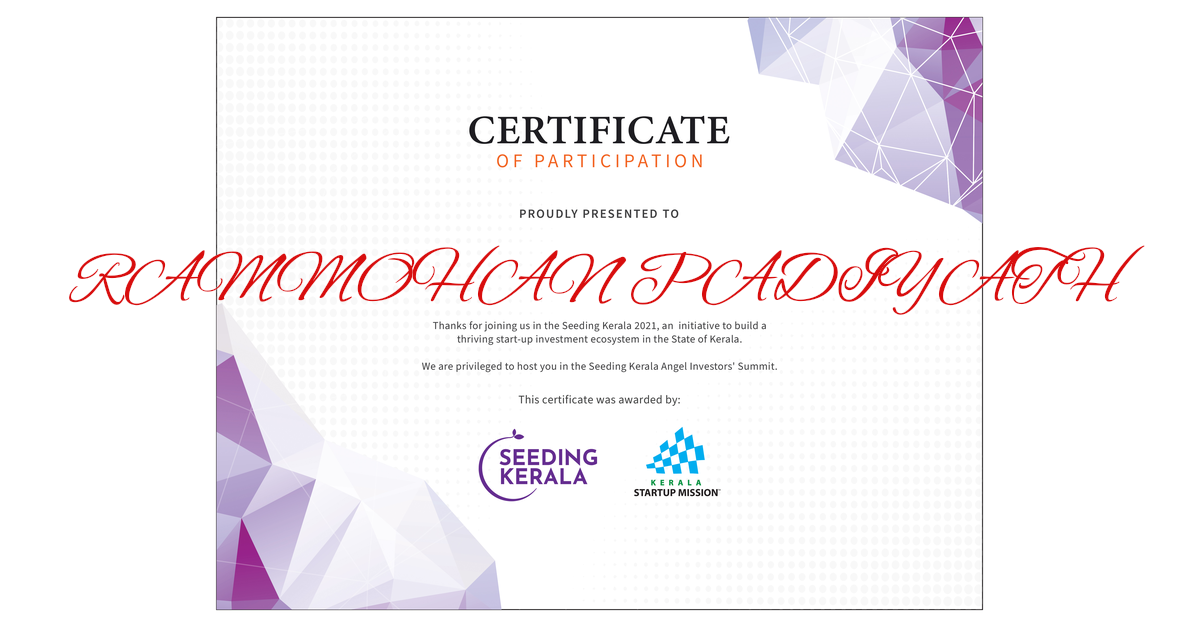 CERTIFICATE
OF PARTICIPATION
PROUDLY PRESENTED TO
RAMMOHAN PADIYATH
Thanks for joining us in the Seeding Kerala 2021, an initiative to build a
thriving start-up investment ecosystem in the State of Kerala.
We are privileged to host you in the Seeding Kerala Angel Investors' Summit.
This certificate was awarded by:
SEEDING
KERALA
KERALA
STARTUP MISSION